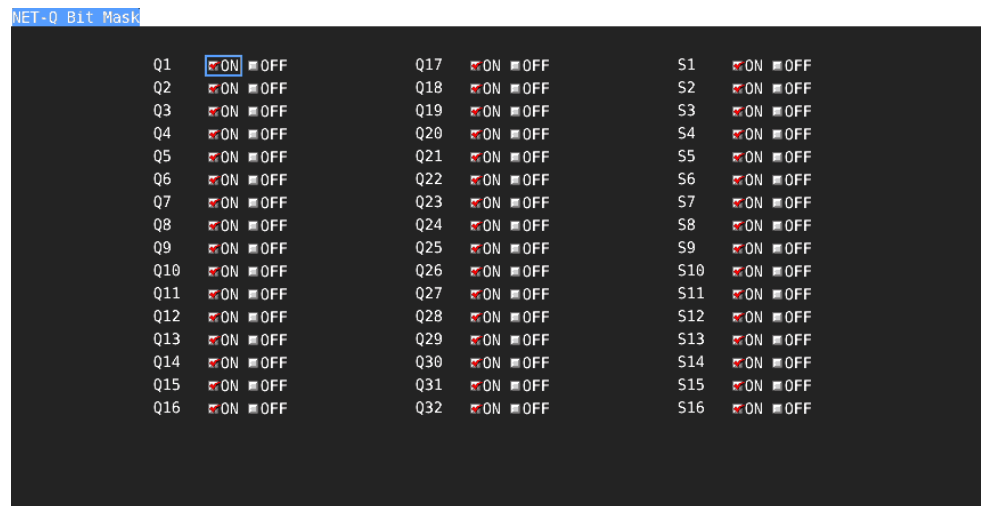 NET-Q Bit Mask
Q1 ON OFF Q17 ON OFF S1 ON OFF
Q2 ON OFF Q18 ON OFF S2 ON OFF
Q3 ON OFF Q19 ON OFF S3 ON OFF
Q4 ON OFF Q20 ON OFF S4 ON OFF
Q5 ON OFF Q21 ON OFF S5 ON OFF
Q6 ON OFF Q22 ON OFF S6 ON OFF
Q7 ON OFF Q23 ON OFF S7 ON OFF
Q8 ON OFF Q24 ON OFF S8 ON OFF
Q9 ON OFF Q25 ON OFF S9 ON OFF
Q10 ON OFF Q26 ON OFF S10 ON OFF
Q11 ON OFF Q27 ON OFF S11 ON OFF
Q12 ON OFF Q28 ON OFF S12 ON OFF
Q13 ON OFF Q29 ON OFF S13 ON OFF
Q14 ON OFF Q30 ON OFF S14 ON OFF
Q15 ON OFF Q31 ON OFF S15 ON OFF
Q16 ON OFF Q32 ON OFF S16 ON OFF